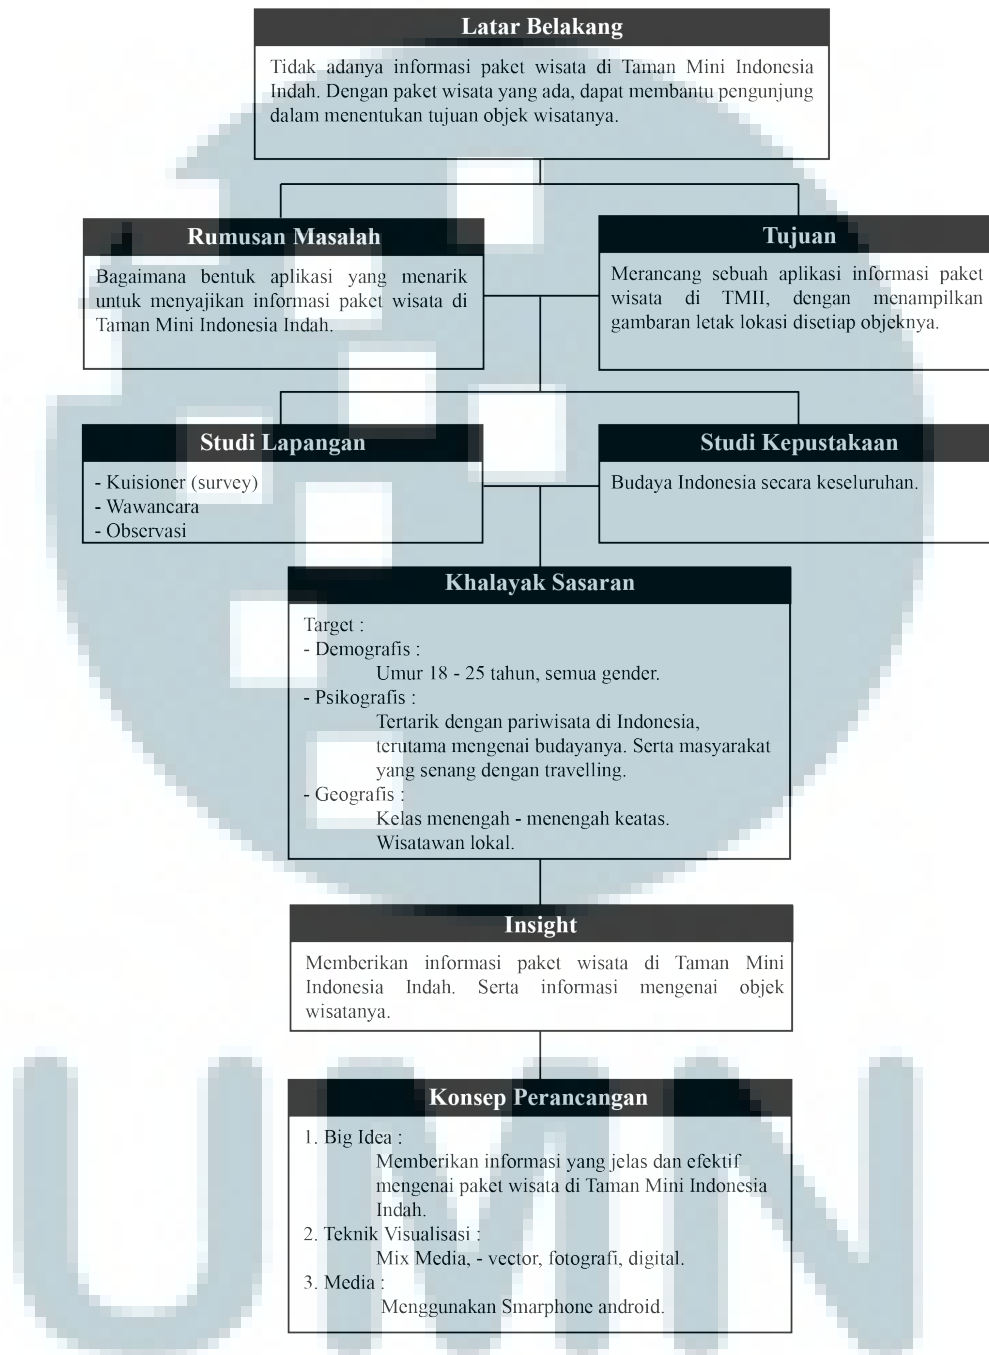 Latar Belakang
Tidak adanya informasi paket wisata di Taman Mini Indonesia
Indah. Dengan paket wisata yang ada, dapat membantu pengunjung
dalam menentukan tujuan objek wisatanya.
Rumusan Masalah
Bagaimana bentuk aplikasi yang menarik
untuk menyajikan informasi paket wisata di
Taman Mini Indonesia Indah.
Tujuan
Merancang sebuah aplikasi informasi paket
wisata di TMII, dengan menampilkan
gambaran letak lokasi disetiap objeknya.
Studi Lapangan
- Kuisioner (survey)
- Wawancara
- Observasi
Studi Kepustakaan
Budaya Indonesia secara keseluruhan.
Khalayak Sasaran
Target :
- Demografis :
Umur 18 - 25 tahun, semua gender.
- Psikografis :
Tertarik dengan pariwisata di Indonesia,
terutama mengenai budayanya. Serta masyarakat
yang senang dengan travelling.
- Geografis :
Kelas menengah - menengah keatas.
Wisatawan lokal.
Insight
Memberikan informasi paket wisata di Taman Mini
Indonesia Indah. Serta informasi mengenai objek
wisatanya.
Konsep Perancangan
1. Big Idea :
Memberikan informasi yang jelas dan efektif
mengenai paket wisata di Taman Mini Indonesia
Indah.
2. Teknik Visualisasi :
Mix Media, - vector, fotografi, digital.
3. Media :
Menggunakan Smarphone android.
UMN